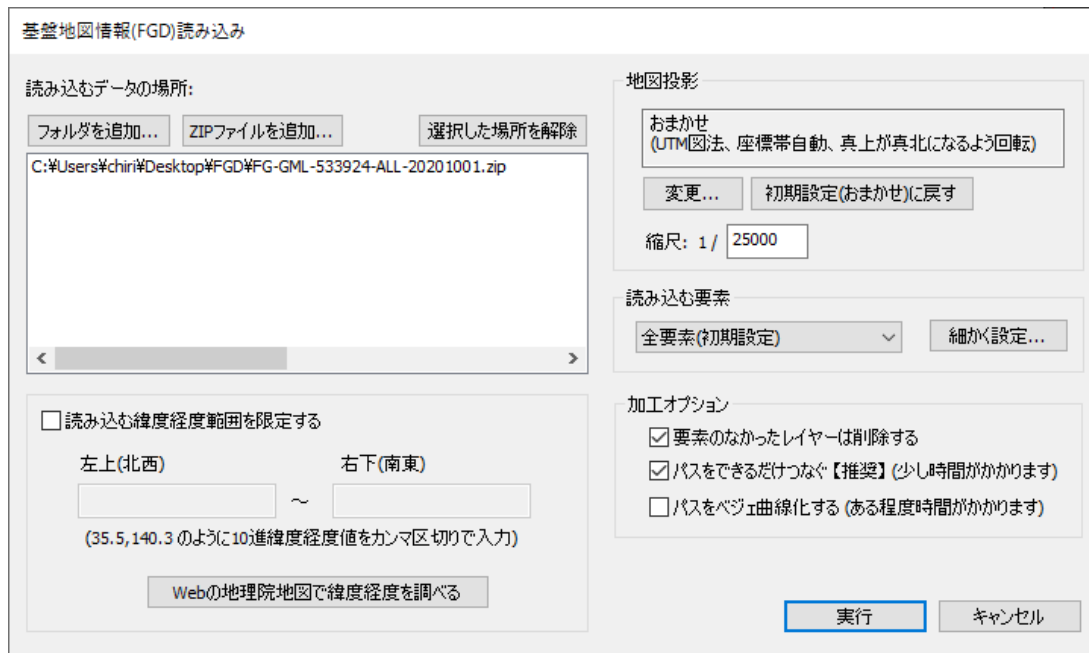 基盤地図情報(FGD)読み込み
読み込むデータの場所:
フォルダを追加... ZIPファイルを追加... 選択した場所を解除
C:¥Users¥chiri¥Desktop¥FGD¥FG-GML-533924-ALL-20201001.zip
読み込む緯度経度範囲を限定する
左上(北西) 右下(南東)
～
(35.5,140.3 のように10進緯度経度値をカンマ区切りで入力)
Webの地理院地図で緯度経度を調べる
地図投影
おまかせ
(UTM図法、座標帯自動、真上が真北になるよう回転)
変更... 初期設定(おまかせ)に戻す
縮尺: 1 / 25000
読み込む要素
全要素(初期設定) 細かく設定...
加工オプション
要素のなかったレイヤーは削除する
パスをできるだけつなぐ【推奨】(少し時間がかかります)
パスをベジェ曲線化する (ある程度時間がかかります)
実行 キャンセル